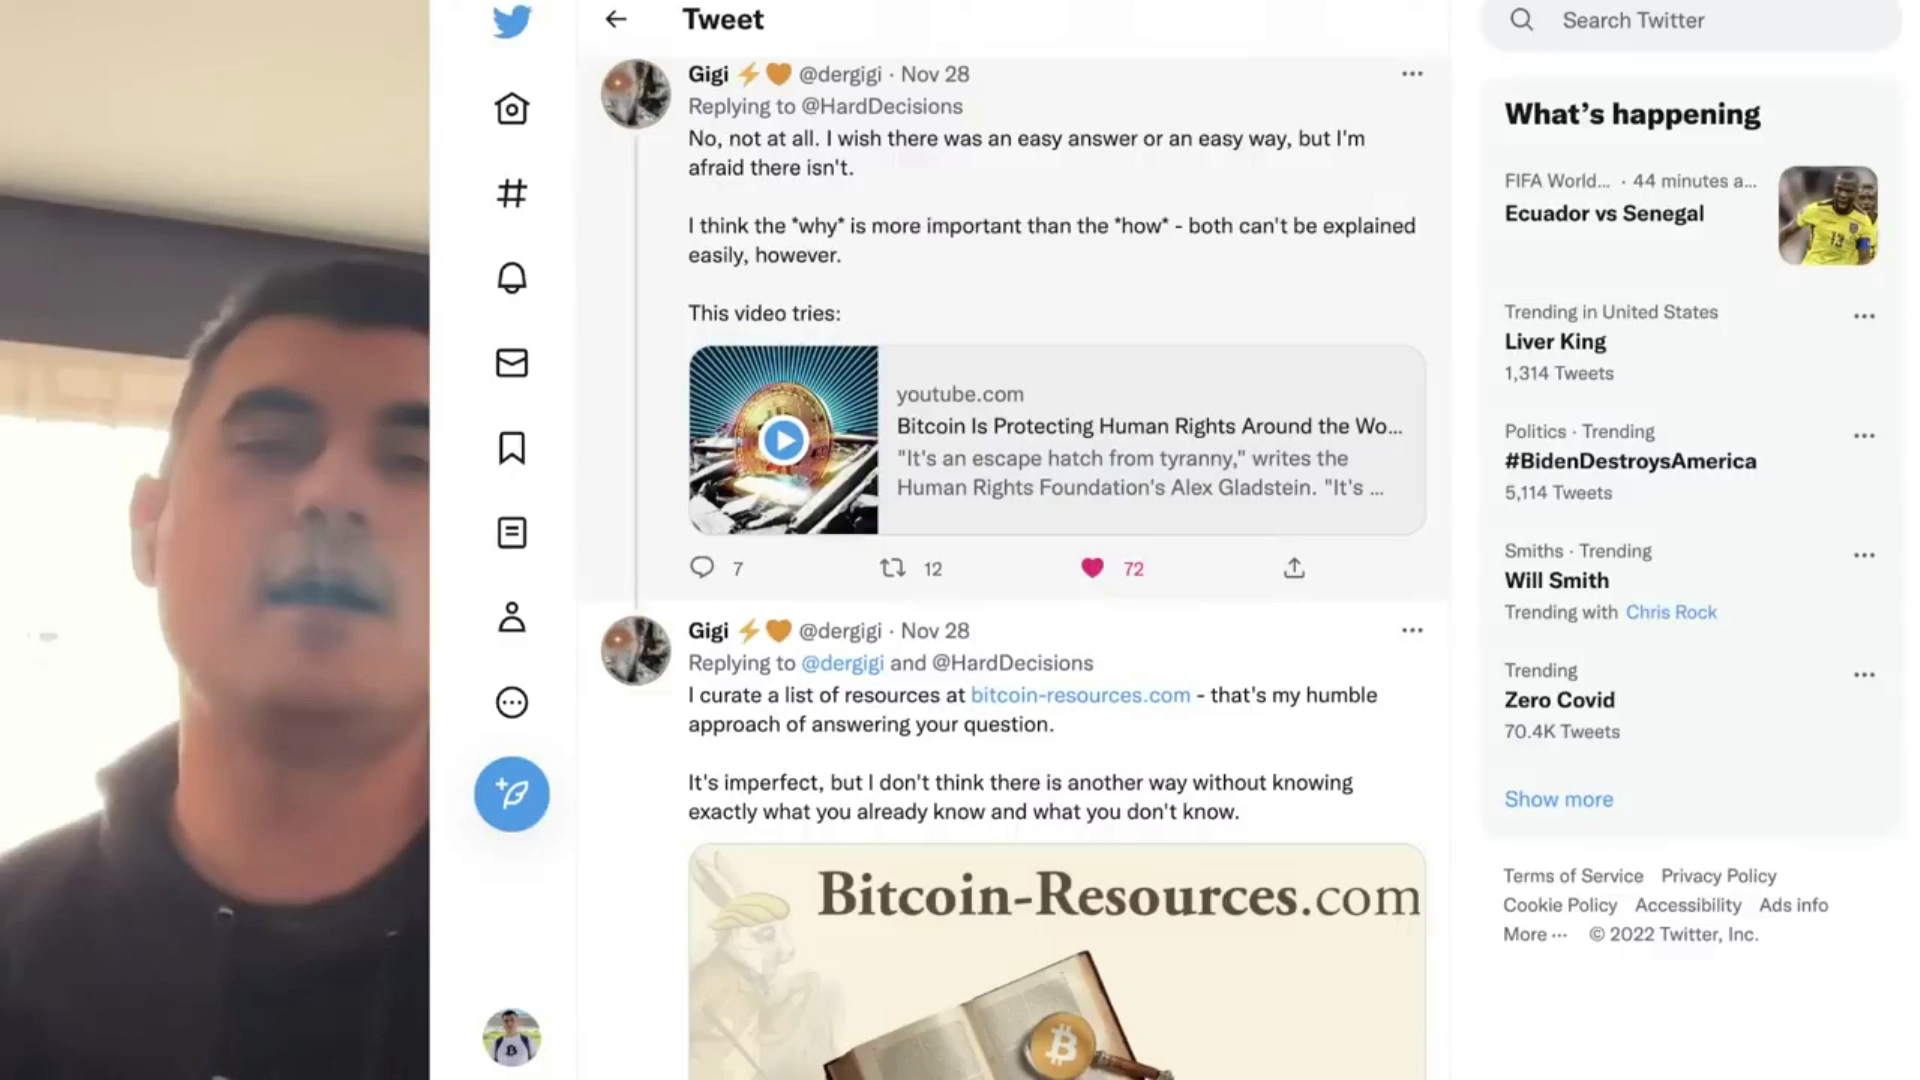 Tweet
Gigi ⚡🧡 @dergigi · Nov 28
Replying to @HardDecisions
No, not at all. I wish there was an easy answer or an easy way, but I'm
afraid there isn't.
I think the *why* is more important than the *how* - both can't be explained
easily, however.
This video tries:
youtube.com
Bitcoin Is Protecting Human Rights Around the Wo...
"It's an escape hatch from tyranny," writes the
Human Rights Foundation's Alex Gladstein. "It's ...
7
12
72
Gigi ⚡🧡 @dergigi · Nov 28
Replying to @dergigi and @HardDecisions
I curate a list of resources at bitcoin-resources.com - that's my humble
approach of answering your question.
It's imperfect, but I don't think there is another way without knowing
exactly what you already know and what you don't know.
Bitcoin-Resources.com
Search Twitter
What's happening
FIFA World... · 44 minutes a...
Ecuador vs Senegal
13
Trending in United States
Liver King
1,314 Tweets
Politics · Trending
#BidenDestroysAmerica
5,114 Tweets
Smiths · Trending
Will Smith
Trending with Chris Rock
Trending
Zero Covid
70.4K Tweets
Show more
Terms of Service Privacy Policy
Cookie Policy Accessibility Ads info
More ··· © 2022 Twitter, Inc.